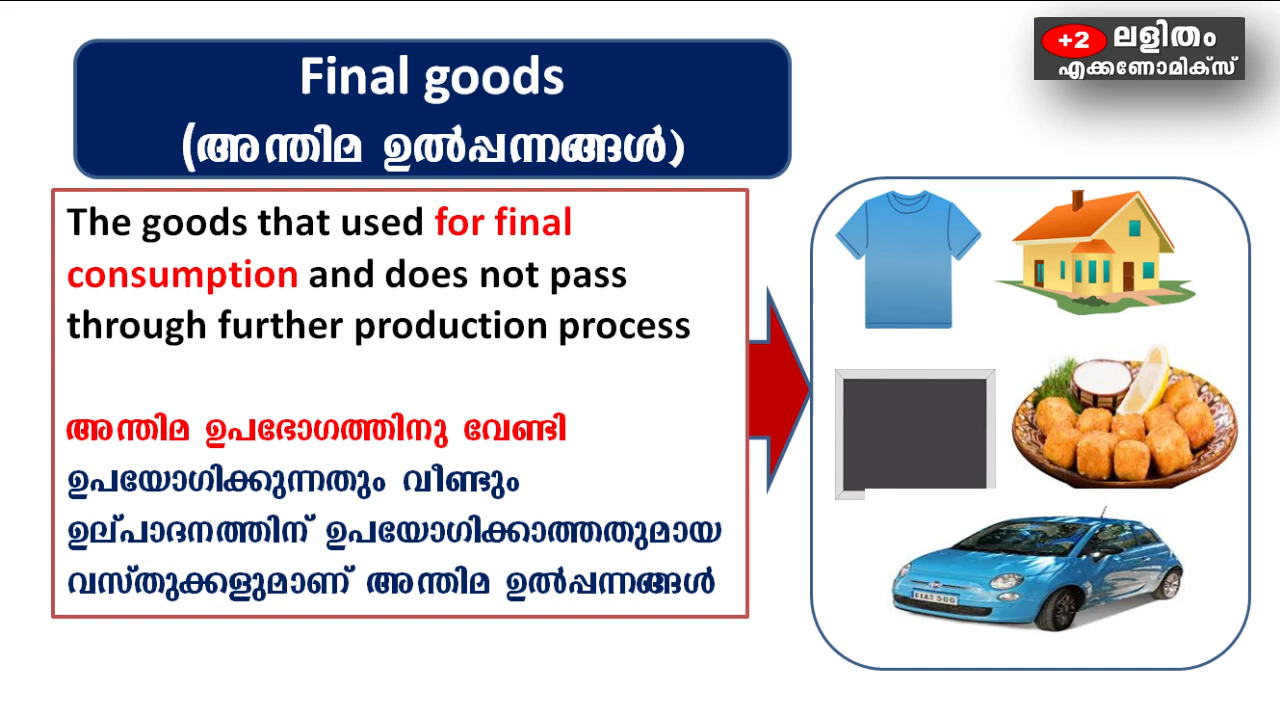 +2 ലളിതം
എക്കണോമിക്സ്
Final goods
(അന്തിമ ഉൽപ്പന്നങ്ങൾ)
The goods that used for final
consumption and does not pass
through further production process
അന്തിമ ഉപഭോഗത്തിനു വേണ്ടി
ഉപയോഗിക്കുന്നതും വീണ്ടും
ഉല്പാദനത്തിന് ഉപയോഗിക്കാത്തതുമായ
വസ്തുക്കളുമാണ് അന്തിമ ഉൽപ്പന്നങ്ങൾ
FIAT 500